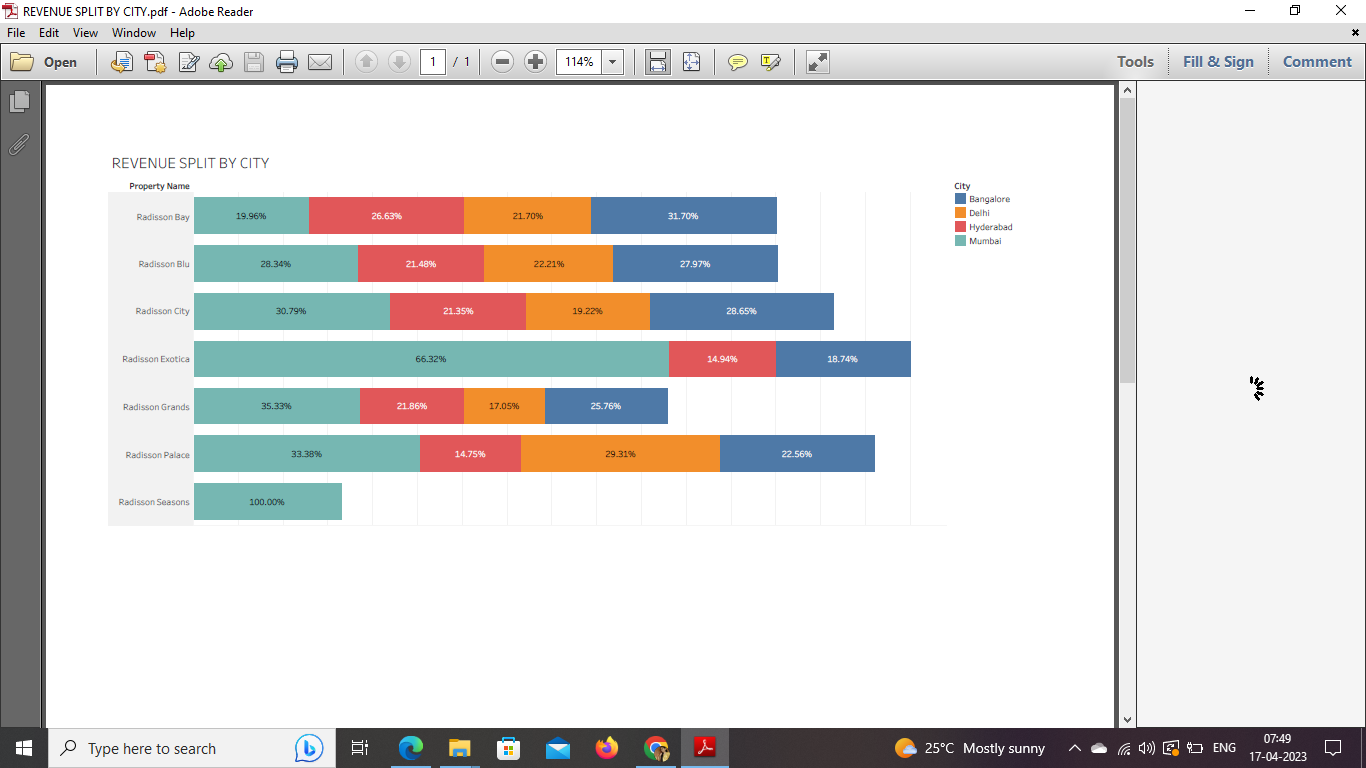 REVENUE SPLIT BY CITY.pdf - Adobe Reader
File Edit View Window Help
Open 1 / 1 114% Tools Fill & Sign Comment
REVENUE SPLIT BY CITY
Property Name City
Bangalore
Delhi
Hyderabad
Mumbai
Radisson Bay 19.96% 26.63% 21.70% 31.70%
Radisson Blu 28.34% 21.48% 22.21% 27.97%
Radisson City 30.79% 21.35% 19.22% 28.65%
Radisson Exotica 66.32% 14.94% 18.74%
Radisson Grands 35.33% 21.86% 17.05% 25.76%
Radisson Palace 33.38% 14.75% 29.31% 22.56%
Radisson Seasons 100.00%
Type here to search 25°C Mostly sunny ENG 07:49
17-04-2023